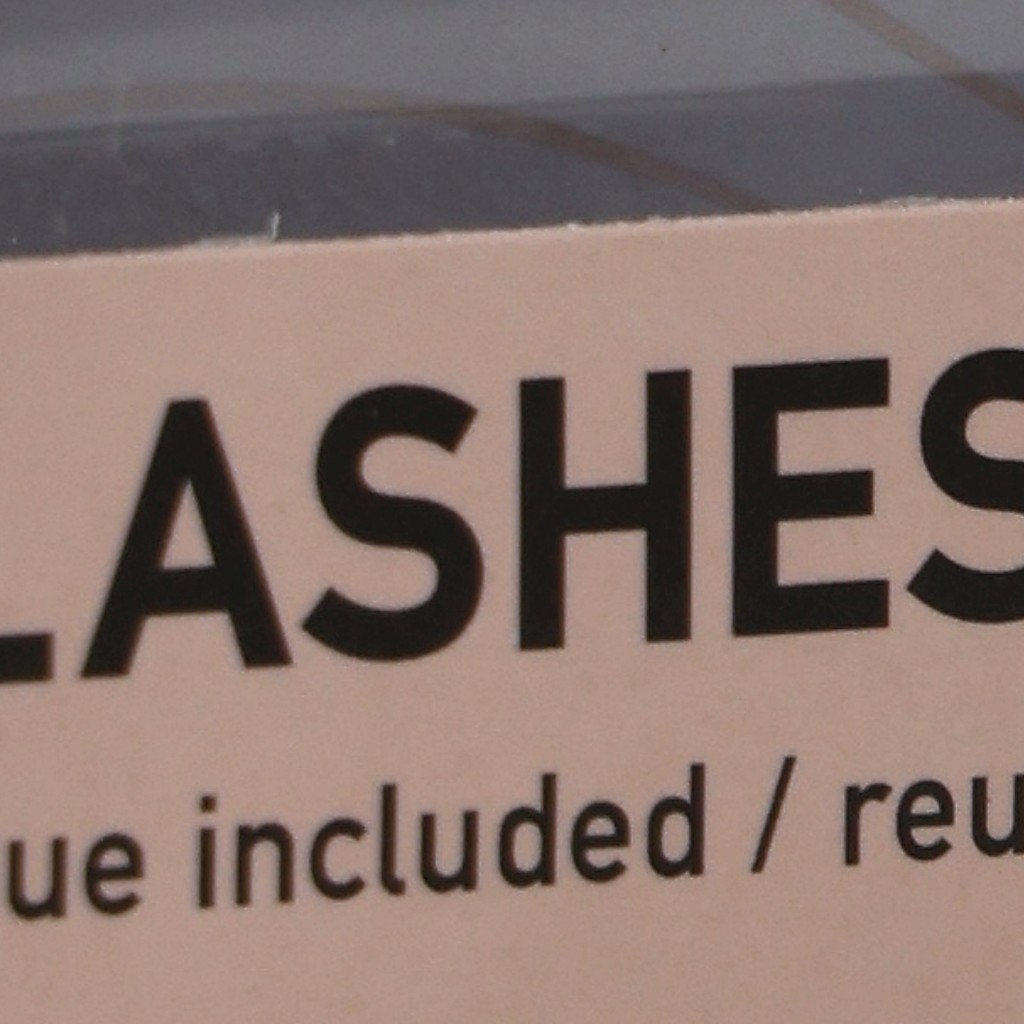 LASHES
ue included / reu